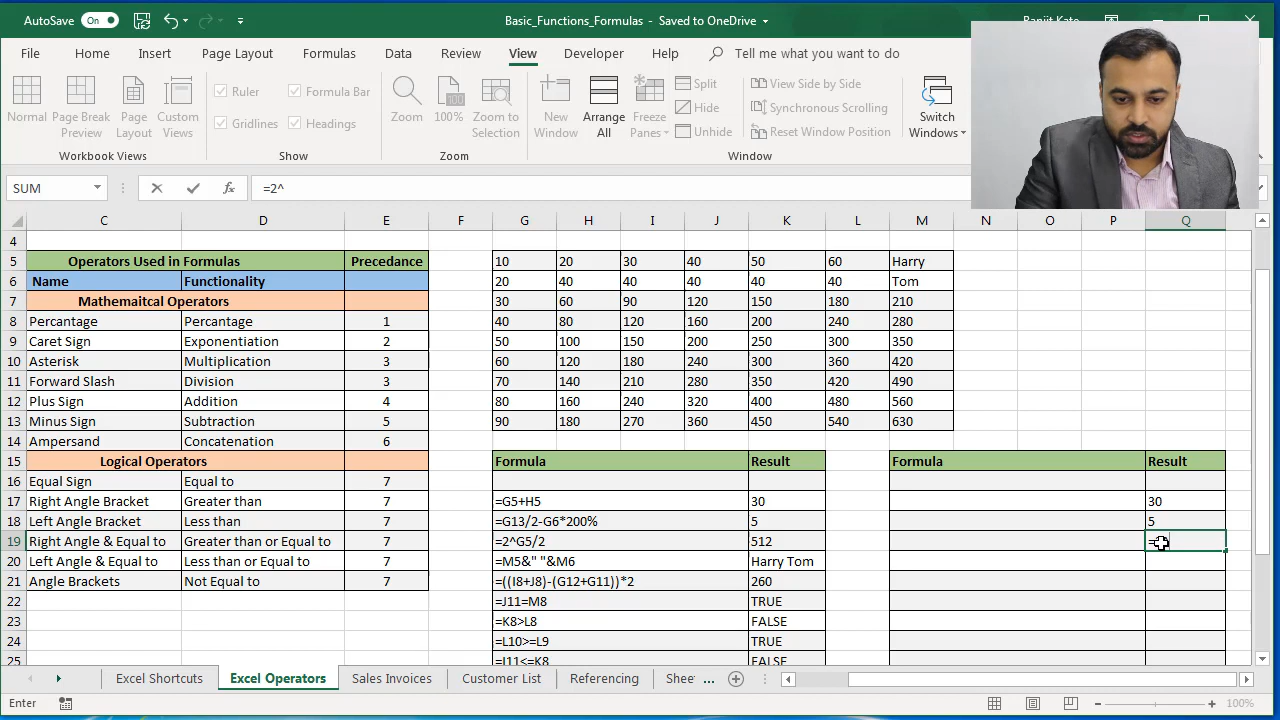 AutoSave On Basic_Functions_Formulas - Saved to OneDrive Ranjit Kate
File Home Insert Page Layout Formulas Data Review View Developer Help Tell me what you want to do
Normal Page Break Preview Page Layout Custom Views
Workbook Views
Ruler Formula Bar
Gridlines Headings
Show
Zoom 100% Zoom to Selection
Zoom
New Window Arrange All Freeze Panes
Split
Hide
Unhide
View Side by Side
Synchronous Scrolling
Reset Window Position
Switch Windows
Window
SUM fx =2^
C D E F G H I J K L M N O P Q
4
5 Operators Used in Formulas Precedance 10 20 30 40 50 60 Harry
6 Name Functionality 20 40 40 40 40 40 Tom
7 Mathemaitcal Operators 30 60 90 120 150 180 210
8 Percantage Percentage 1 40 80 120 160 200 240 280
9 Caret Sign Exponentiation 2 50 100 150 200 250 300 350
10 Asterisk Multiplication 3 60 120 180 240 300 360 420
11 Forward Slash Division 3 70 140 210 280 350 420 490
12 Plus Sign Addition 4 80 160 240 320 400 480 560
13 Minus Sign Subtraction 5 90 180 270 360 450 540 630
14 Ampersand Concatenation 6
15 Logical Operators Formula Result Formula Result
16 Equal Sign Equal to 7
17 Right Angle Bracket Greater than 7 =G5+H5 30 30
18 Left Angle Bracket Less than 7 =G13/2-G6*200% 5 5
19 Right Angle & Equal to Greater than or Equal to 7 =2^G5/2 512 =
20 Left Angle & Equal to Less than or Equal to 7 =M5&" "&M6 Harry Tom
21 Angle Brackets Not Equal to 7 =((I8+J8)-(G12+G11))*2 260
22 =J11=M8 TRUE
23 =K8>L8 FALSE
24 =L10>=L9 TRUE
25 =J11<=K8 FALSE
Excel Shortcuts Excel Operators Sales Invoices Customer List Referencing Shee ...
Enter 100%